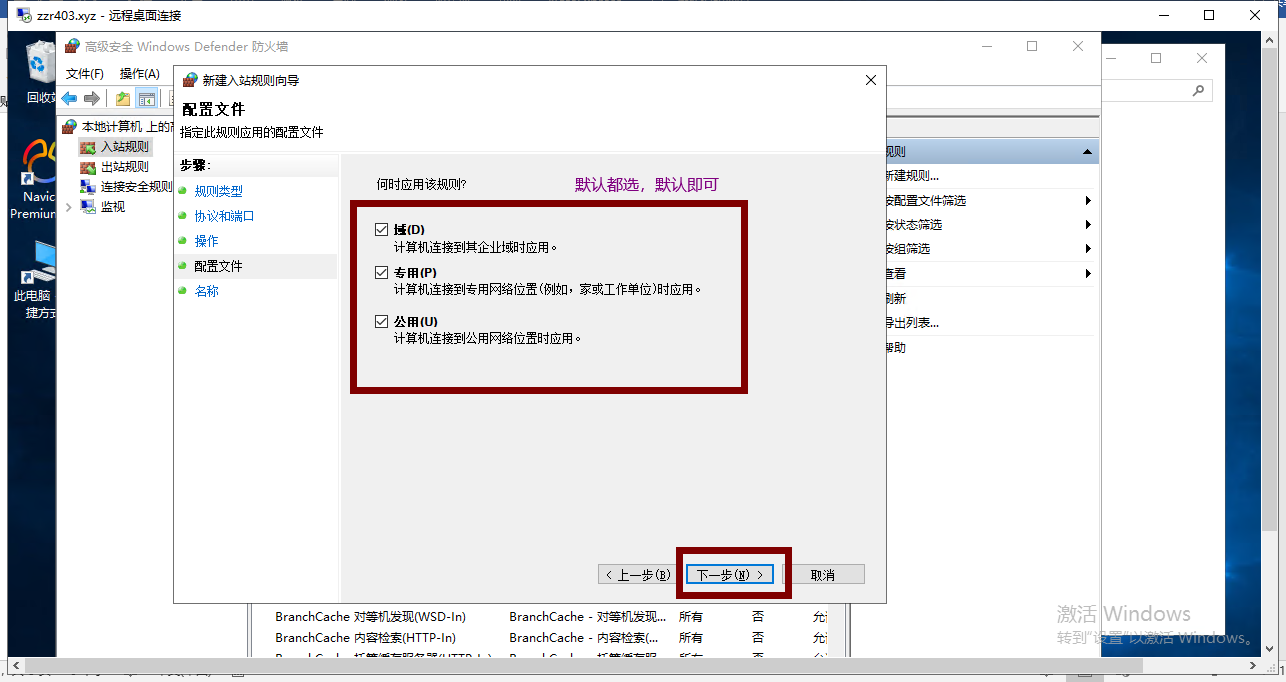 zzr403.xyz - 远程桌面连接
高级安全 Windows Defender 防火墙
文件(F) 操作(A)
新建入站规则向导
配置文件
指定此规则应用的配置文件
回收站
本地计算机 上的
入站规则
出站规则
连接安全规则
监视
Navic
Premium
此电脑
捷方式
步骤:
规则类型
协议和端口
操作
配置文件
名称
何时应用该规则?
默认都选，默认即可
域(D)
计算机连接到其企业域时应用。
专用(P)
计算机连接到专用网络位置(例如，家或工作单位)时应用。
公用(U)
计算机连接到公用网络位置时应用。
< 上一步(B)
下一步(N) >
取消
规则
新建规则...
按配置文件筛选
按状态筛选
按组筛选
查看
刷新
导出列表...
帮助
BranchCache 对等机发现(WSD-In) BranchCache - 对等机发现... 所有 否 允
BranchCache 内容检索(HTTP-In) BranchCache - 内容检索(... 所有 否 允
激活 Windows
转到"设置"以激活 Windows。